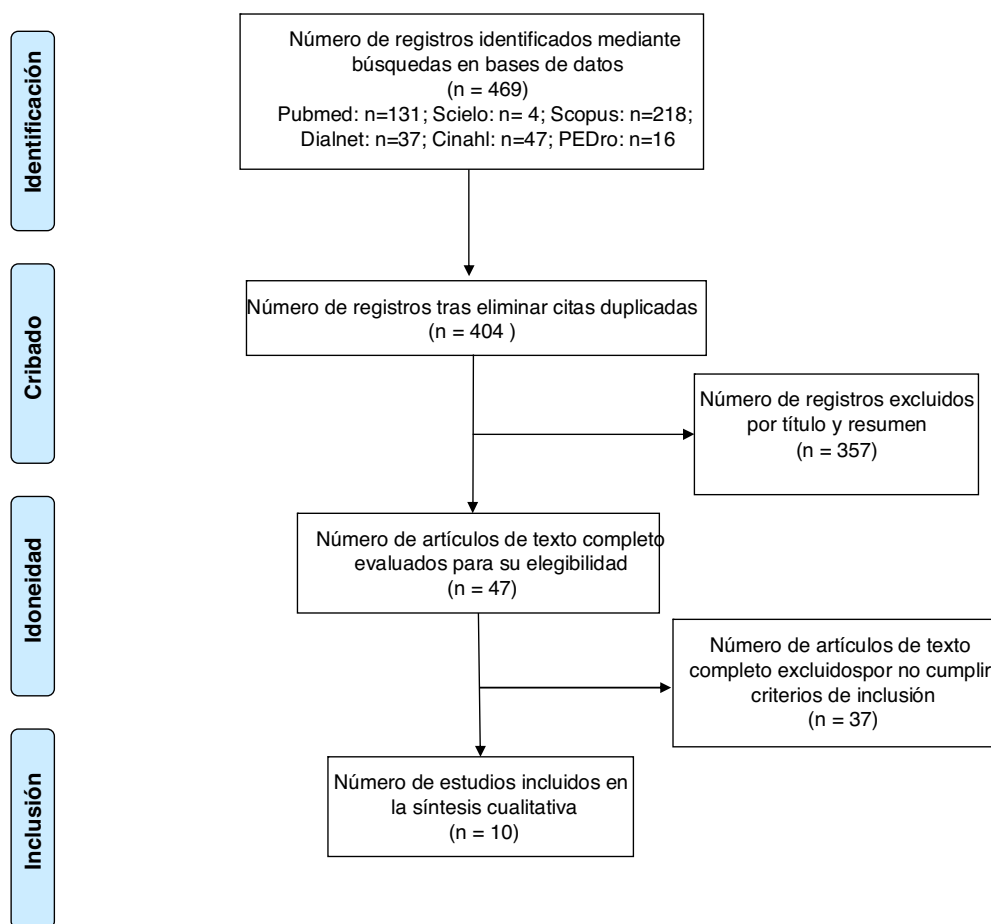 Identificación
Número de registros identificados mediante
búsquedas en bases de datos
(n = 469)
Pubmed: n=131; Scielo: n= 4; Scopus: n=218;
Dialnet: n=37; Cinahl: n=47; PEDro: n=16
Cribado
Número de registros tras eliminar citas duplicadas
(n = 404 )
Número de registros excluidos
por título y resumen
(n = 357)
Idoneidad
Número de artículos de texto completo
evaluados para su elegibilidad
(n = 47)
Número de artículos de texto
completo excluidospor no cumplir
criterios de inclusión
(n = 37)
Inclusión
Número de estudios incluidos en
la síntesis cualitativa
(n = 10)